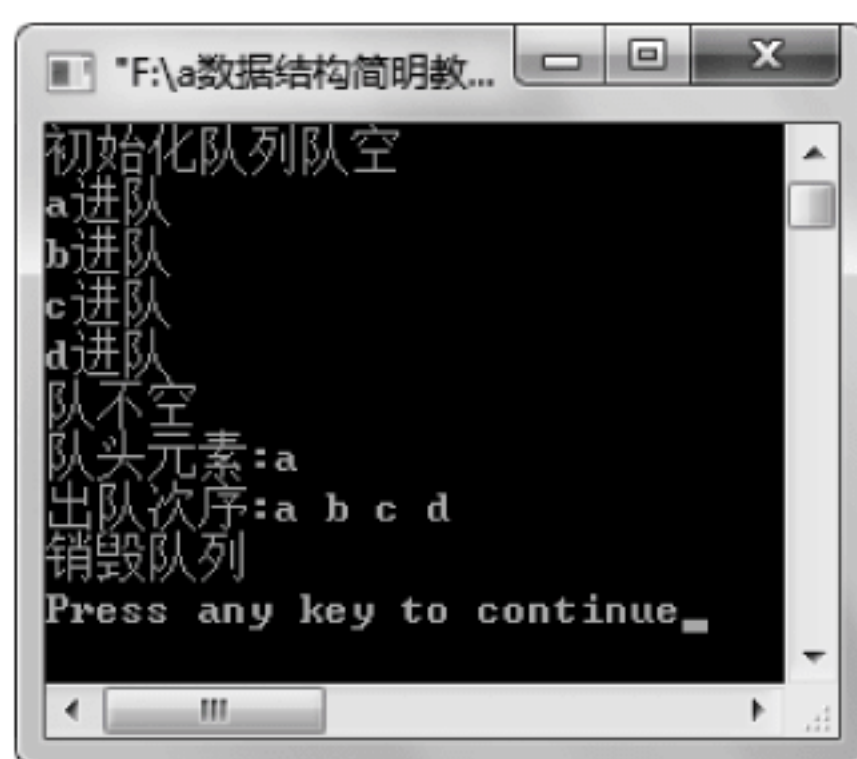 "F:\a数据结构简明教...
初始化队列队空
a进队
b进队
c进队
d进队
队不空
队头元素:a
出队次序:a b c d
销毁队列
Press any key to continue